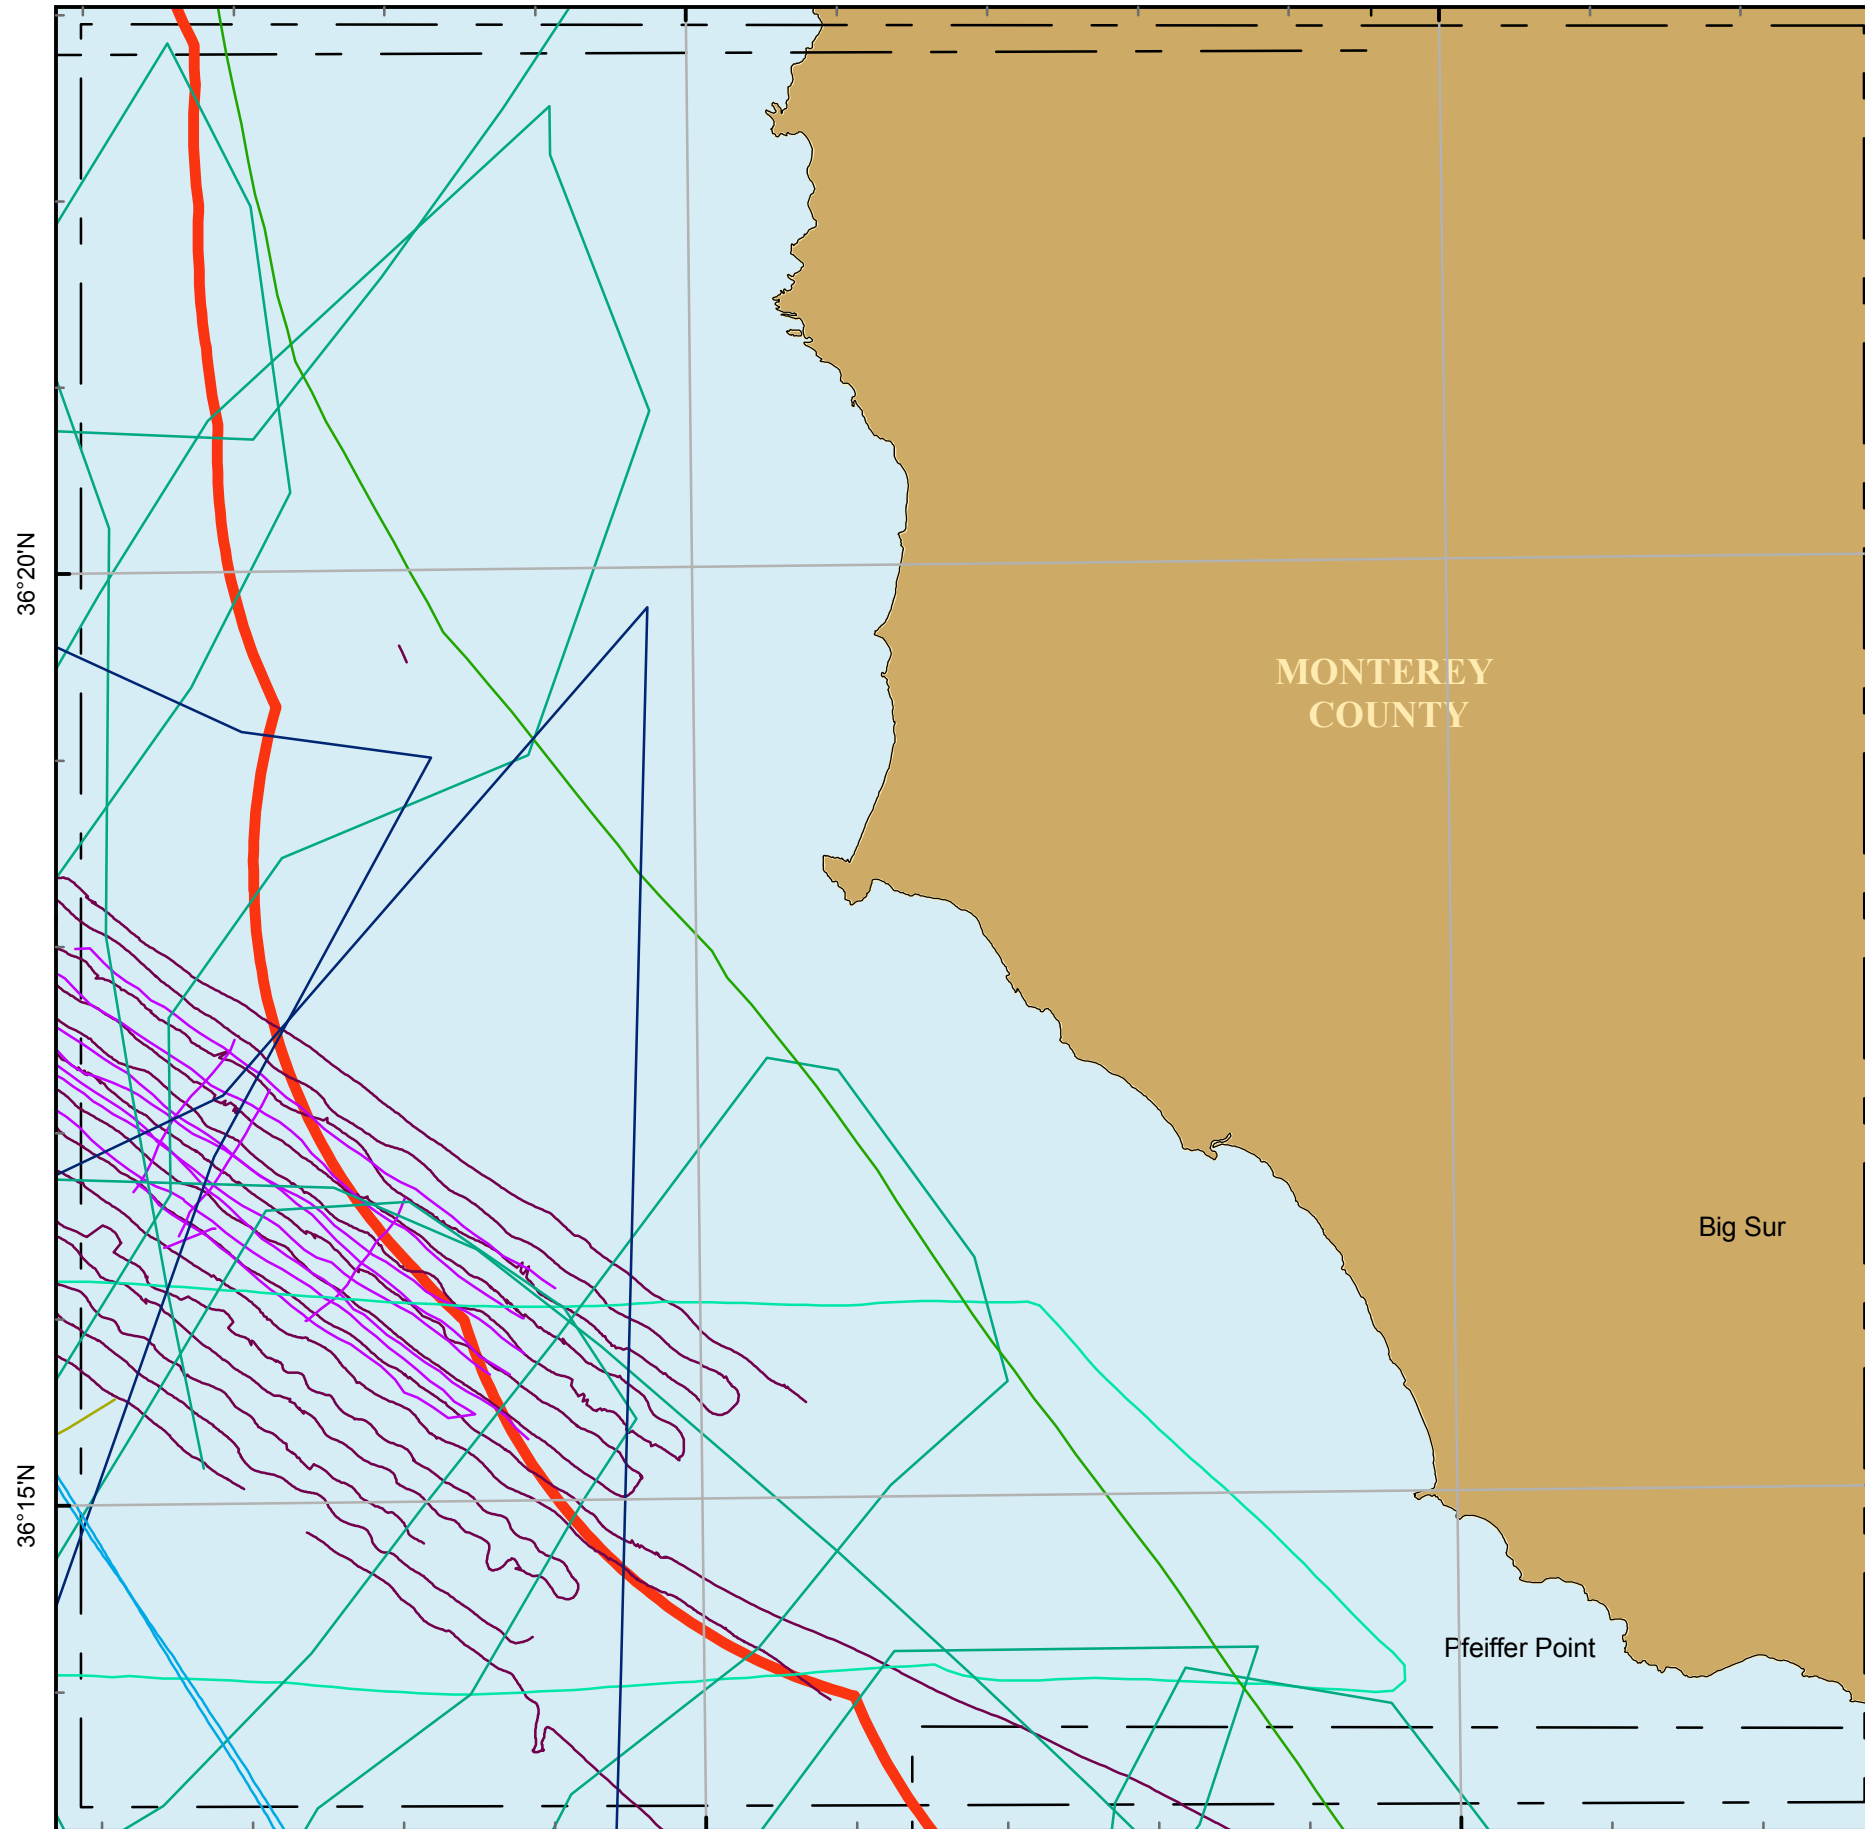 36°20'N
MONTEREY
COUNTY
Big Sur
36°15'N
Pfeiffer Point